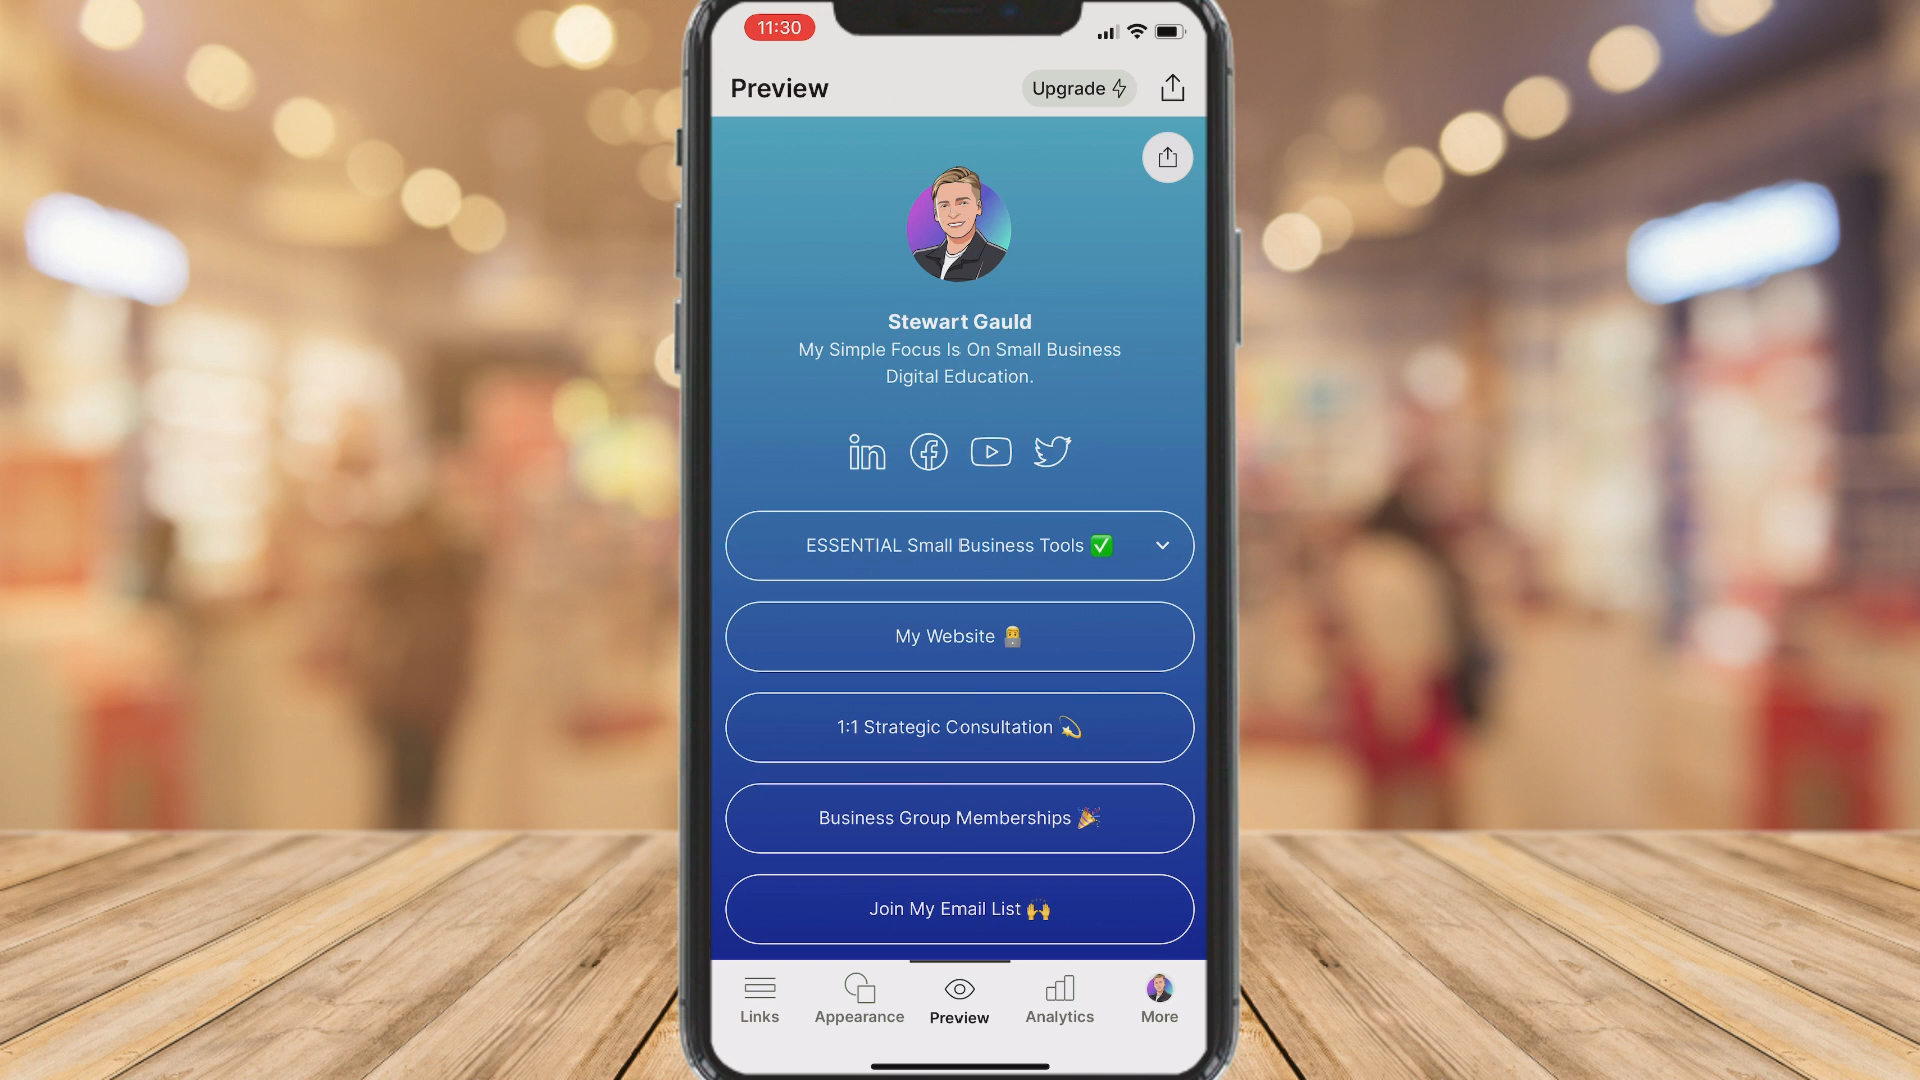 11:30
Preview
Upgrade
Stewart Gauld
My Simple Focus Is On Small Business
Digital Education.
in
ESSENTIAL Small Business Tools ✅
My Website 👨‍💻
1:1 Strategic Consultation 💫
Business Group Memberships 🎉
Join My Email List 🙌
Links
Appearance
Preview
Analytics
More